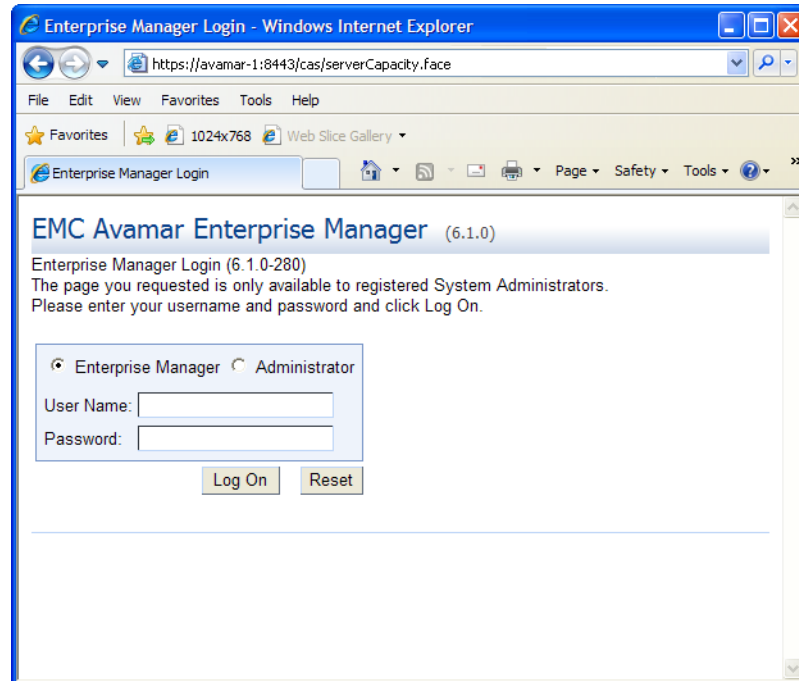 Enterprise Manager Login - Windows Internet Explorer
https://avamar-1:8443/cas/serverCapacity.face
File Edit View Favorites Tools Help
Favorites 1024x768 Web Slice Gallery
Enterprise Manager Login Page Safety Tools »
EMC Avamar Enterprise Manager (6.1.0)
Enterprise Manager Login (6.1.0-280)
The page you requested is only available to registered System Administrators.
Please enter your username and password and click Log On.
Enterprise Manager Administrator
User Name:
Password:
Log On Reset